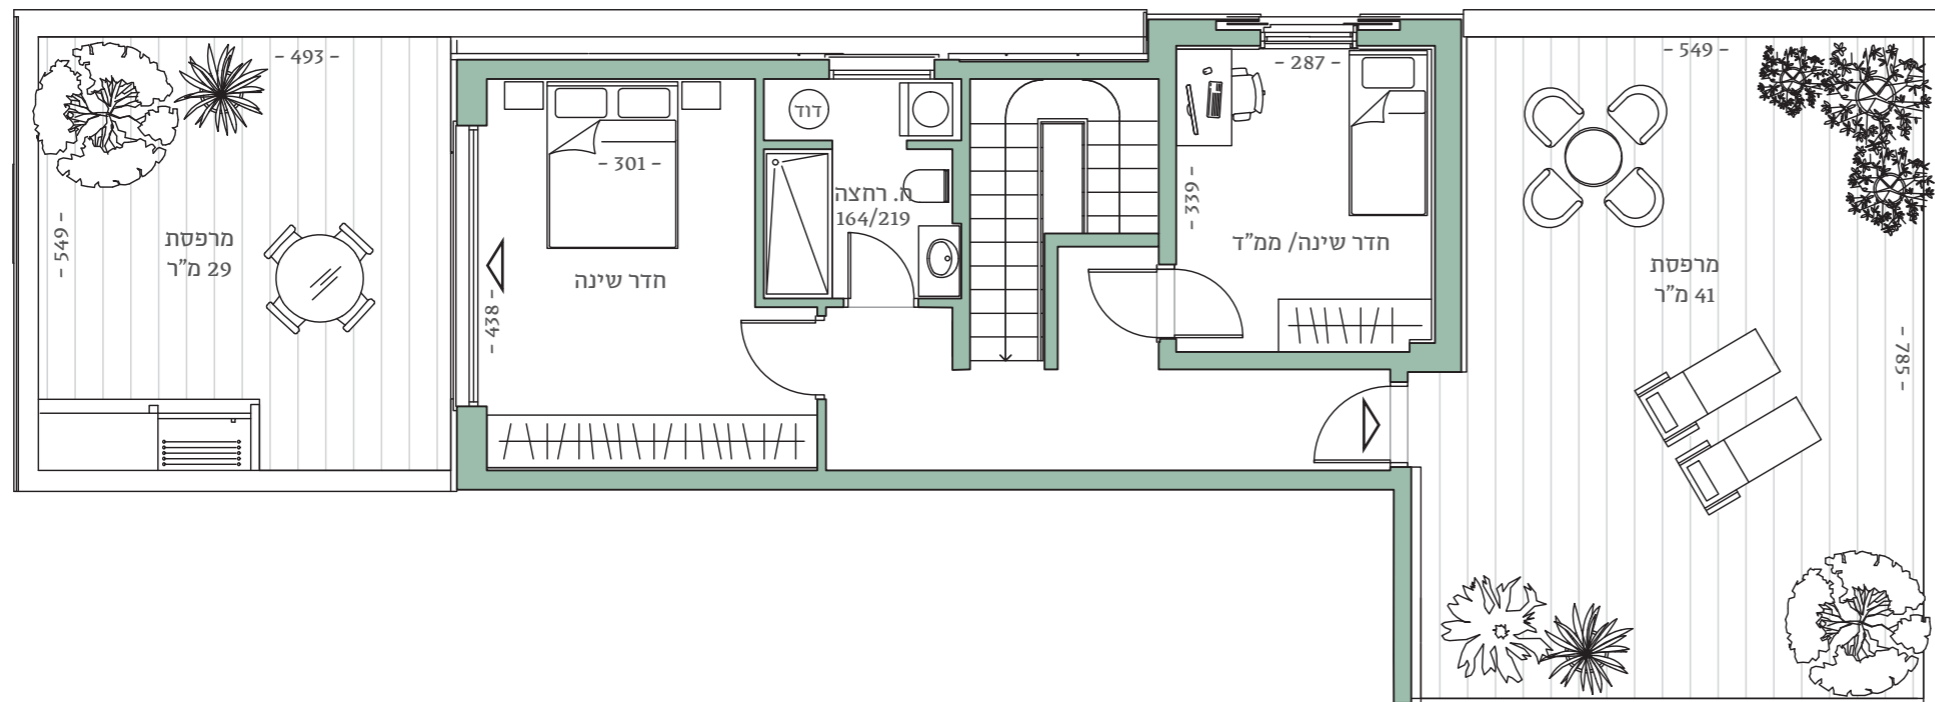 - 493 -
- 549 -
מרפסת
29 מ"ר
- 301 -
חדר שינה
- 438 -
דוד
ח. רחצה
164/219
- 287 -
- 339 -
חדר שינה/ ממ"ד
- 549 -
מרפסת
41 מ"ר
- 785 -